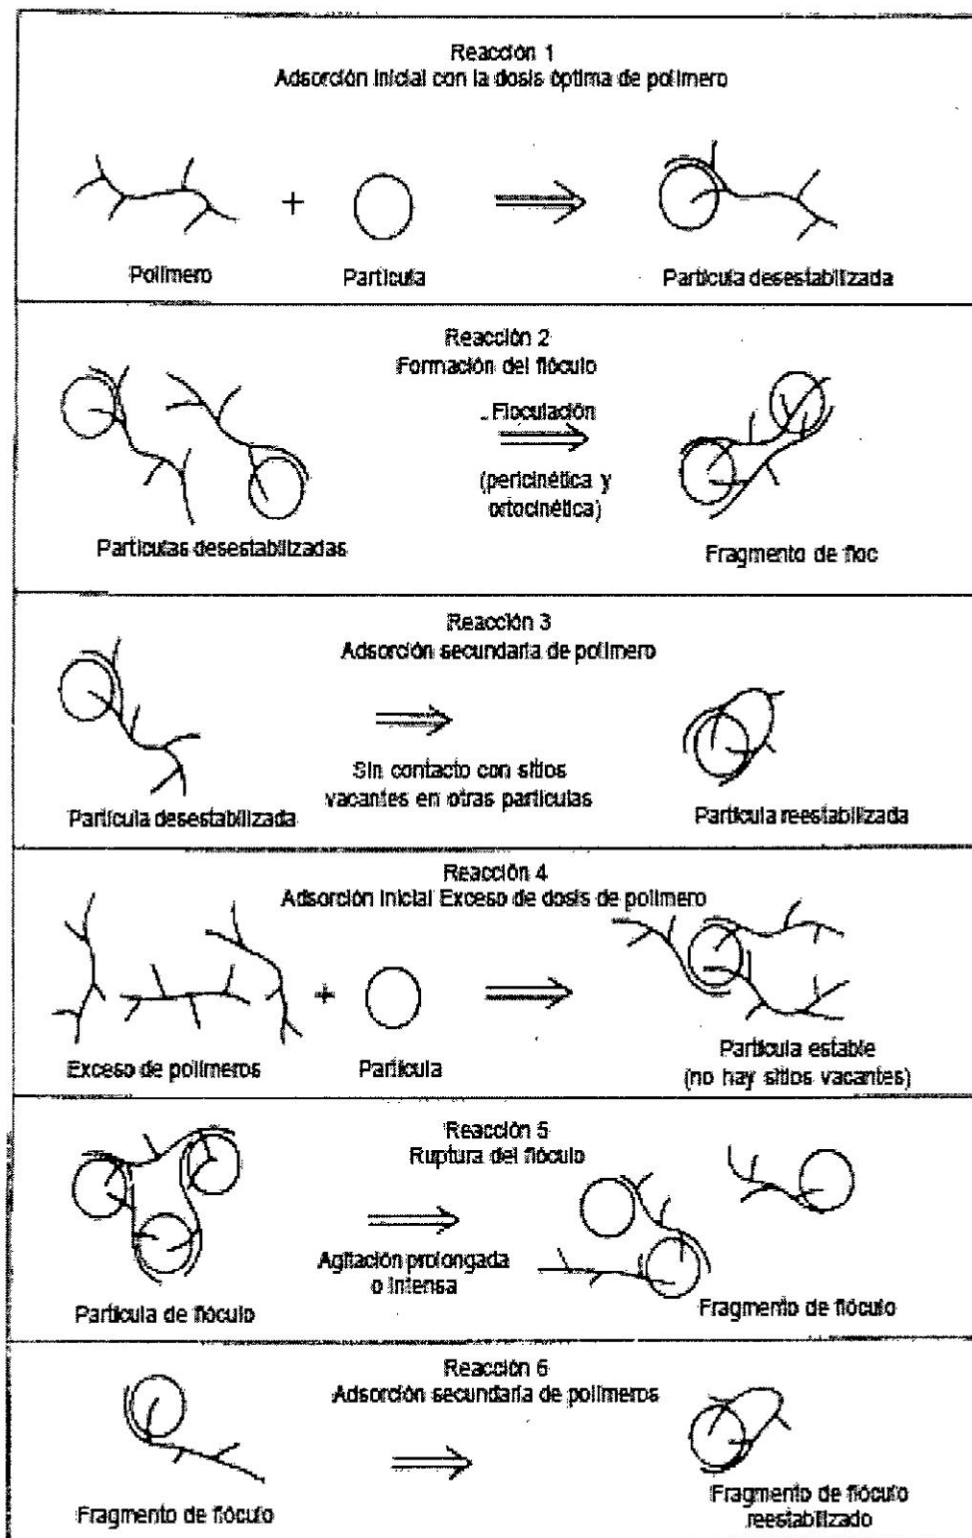 Reacción 1
Adsorción inicial con la dosis óptima de polímero
+
Polímero
Partícula
Partícula desestabilizada
Reacción 2
Formación del flóculo
Floculación
(pericinética y
ortocinética)
Partículas desestabilizadas
Fragmento de floc
Reacción 3
Adsorción secundaria de polímero
Sin contacto con sitios
vacantes en otras partículas
Partícula desestabilizada
Partícula reestabilizada
Reacción 4
Adsorción inicial Exceso de dosis de polímero
+
Exceso de polímeros
Partícula
Partícula estable
(no hay sitios vacantes)
Reacción 5
Ruptura del flóculo
Agitación prolongada
o intensa
Partícula de flóculo
Fragmento de flóculo
Reacción 6
Adsorción secundaria de polímeros
Fragmento de flóculo
Fragmento de flóculo
reestabilizado